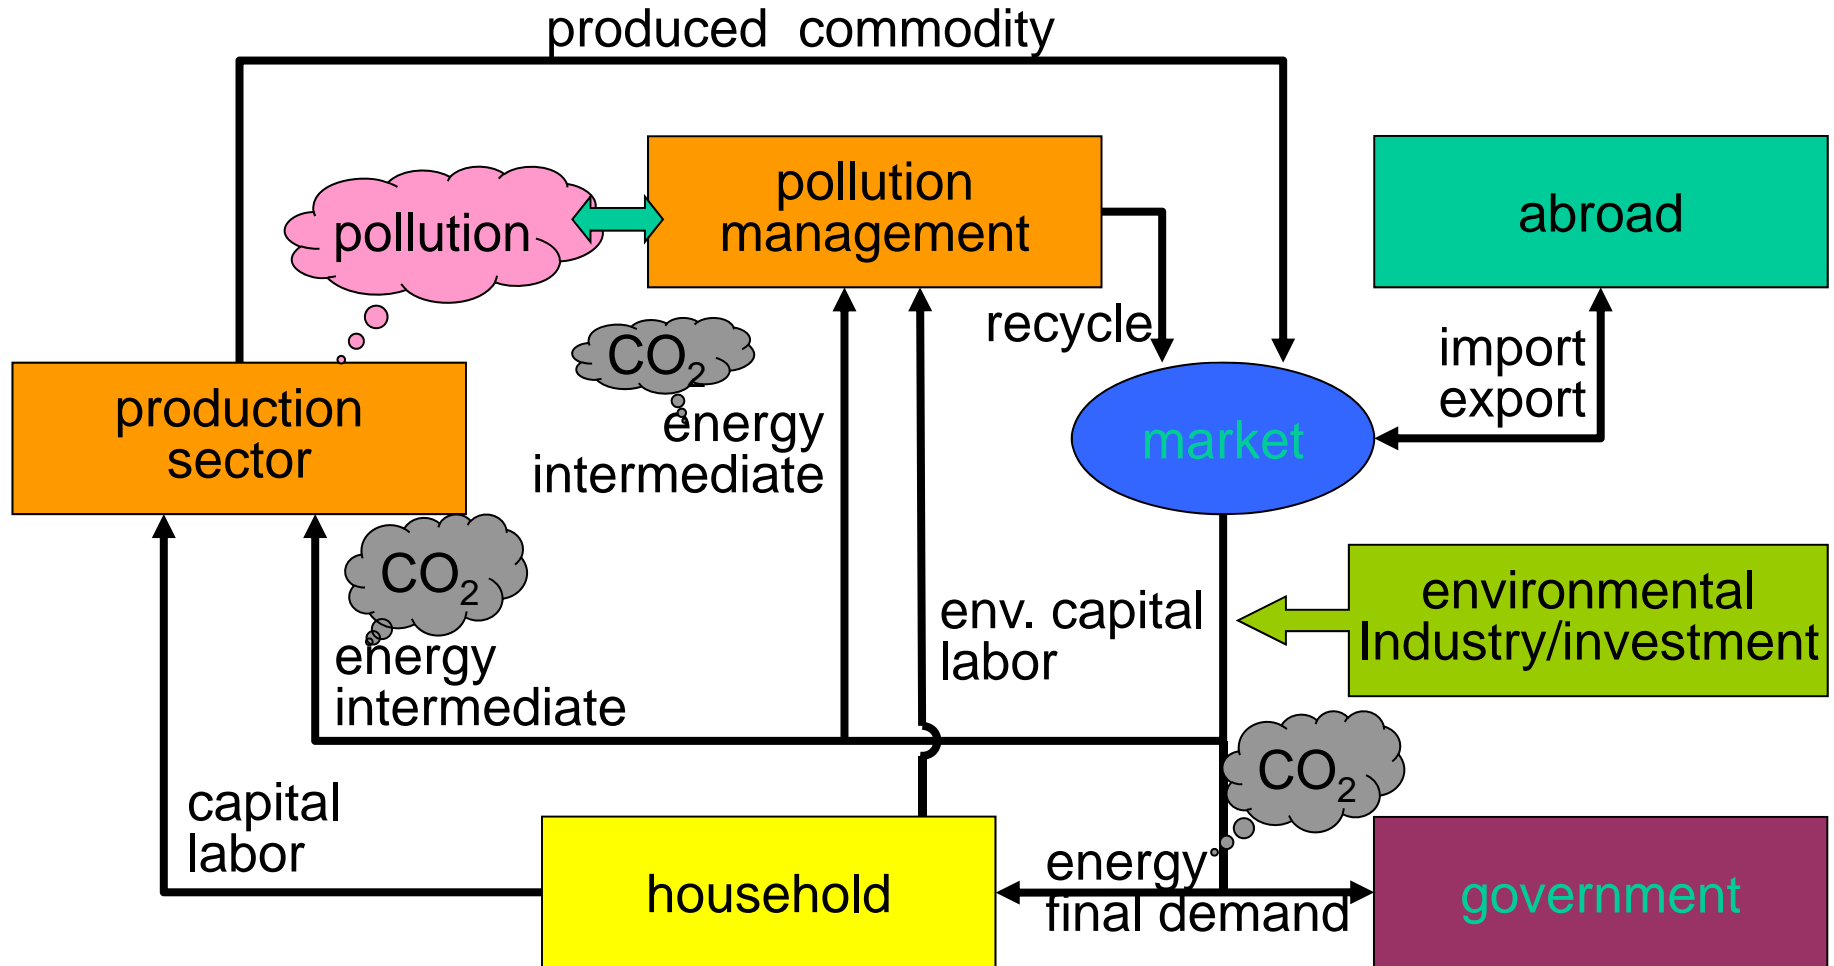 produced  commodity
pollution
management
abroad
pollution
recycle
import
export
CO₂
energy
intermediate
production
sector
market
CO₂
energy
intermediate
env. capital
labor
environmental
Industry/investment
CO₂
capital
labor
household
energy
final demand
government